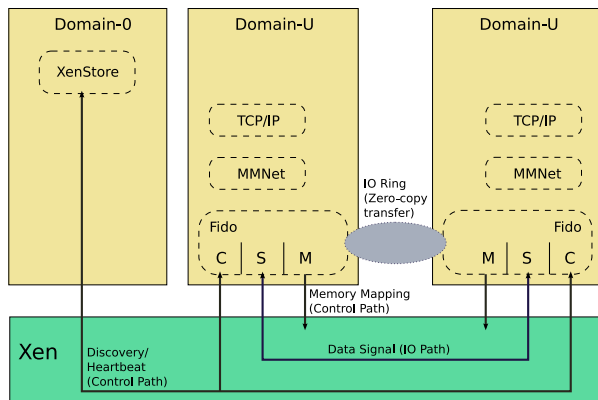 Domain-0
Domain-U
Domain-U
XenStore
TCP/IP
TCP/IP
MMNet
MMNet
IO Ring
(Zero-copy
transfer)
Fido
C S M
Fido
M S C
Memory Mapping
(Control Path)
Xen
Discovery/
Heartbeat
(Control Path)
Data Signal (IO Path)